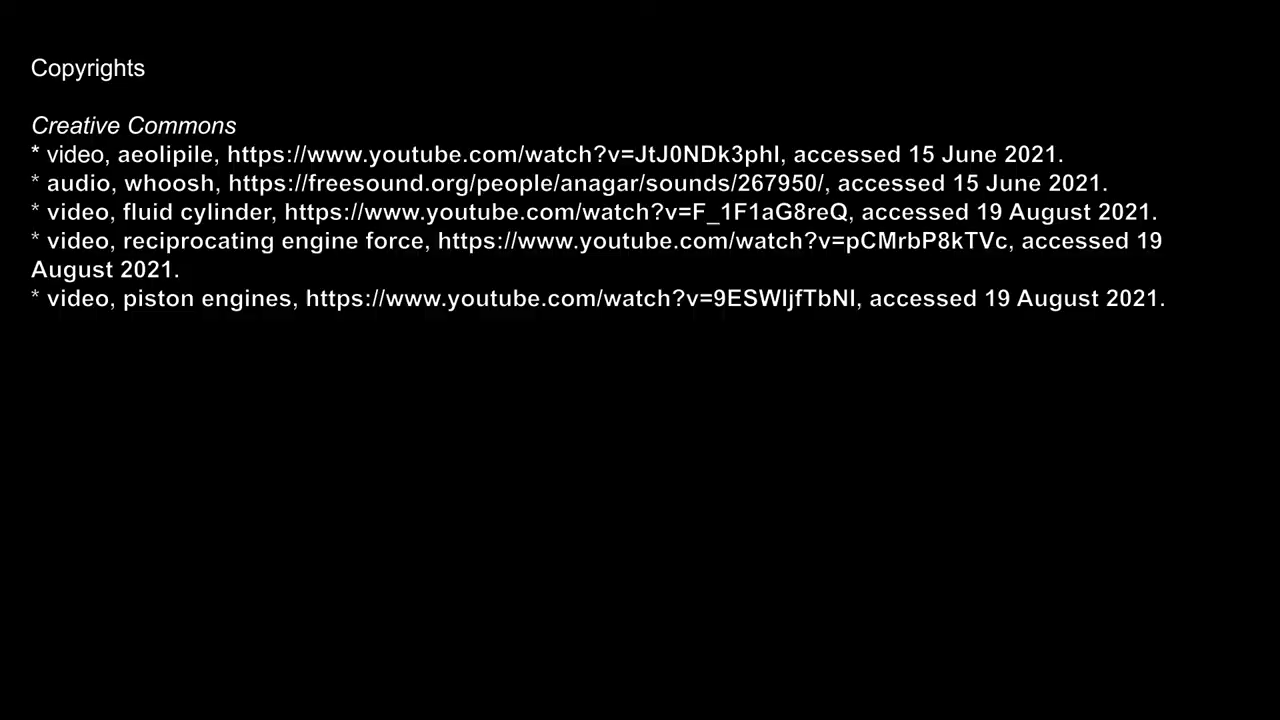 Copyrights
Creative Commons
* video, aeolipile, https://www.youtube.com/watch?v=JtJ0NDk3phI, accessed 15 June 2021.
* audio, whoosh, https://freesound.org/people/anagar/sounds/267950/, accessed 15 June 2021.
* video, fluid cylinder, https://www.youtube.com/watch?v=F_1F1aG8reQ, accessed 19 August 2021.
* video, reciprocating engine force, https://www.youtube.com/watch?v=pCMrbP8kTVc, accessed 19
August 2021.
* video, piston engines, https://www.youtube.com/watch?v=9ESWIjfTbNI, accessed 19 August 2021.